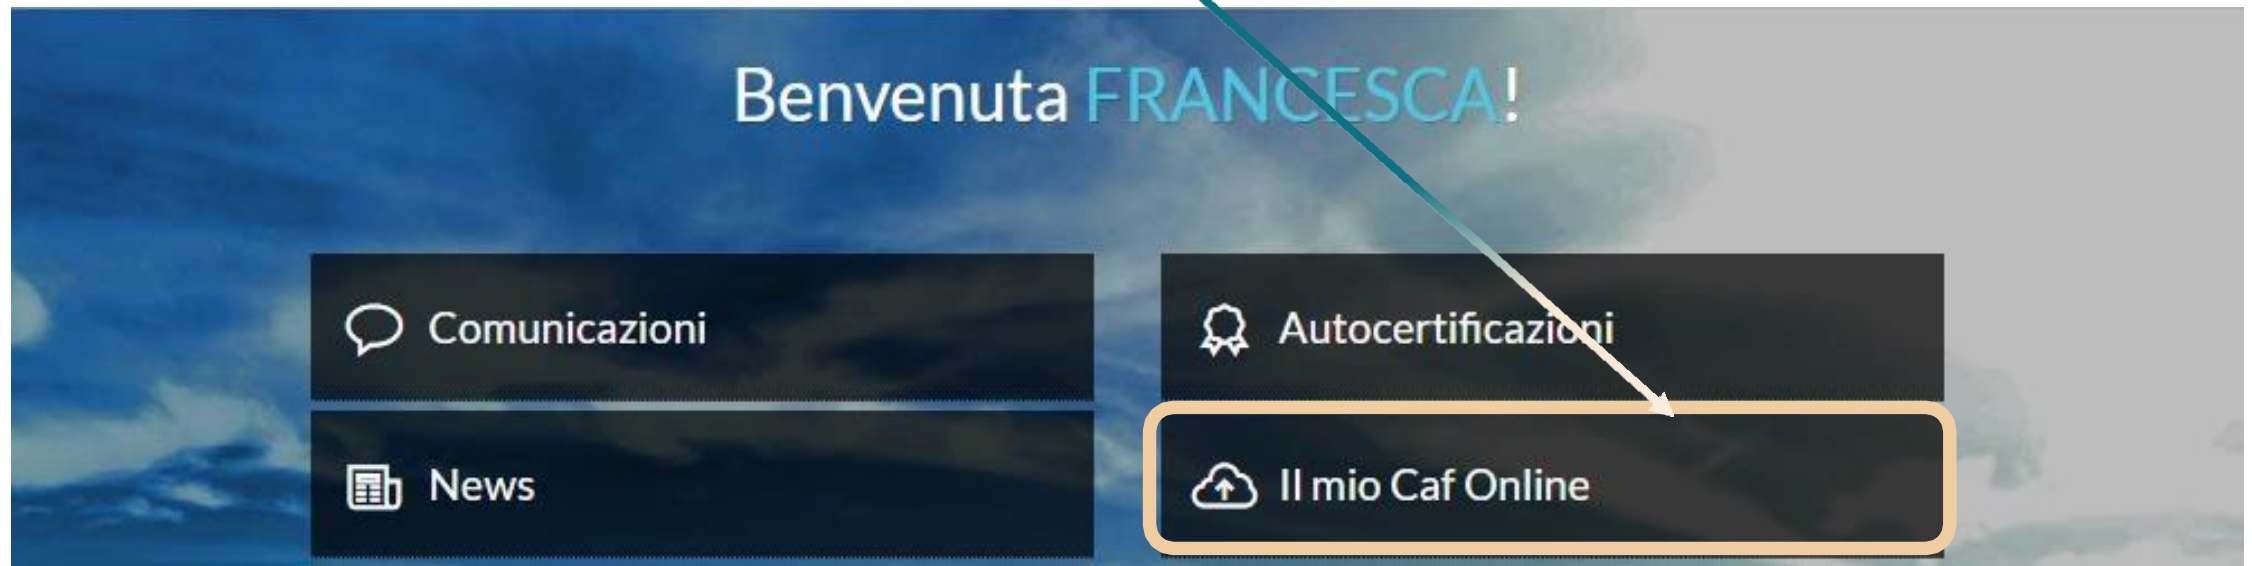 Benvenuta FRANCESCA!
Comunicazioni
Autocertificazioni
News
Il mio Caf Online